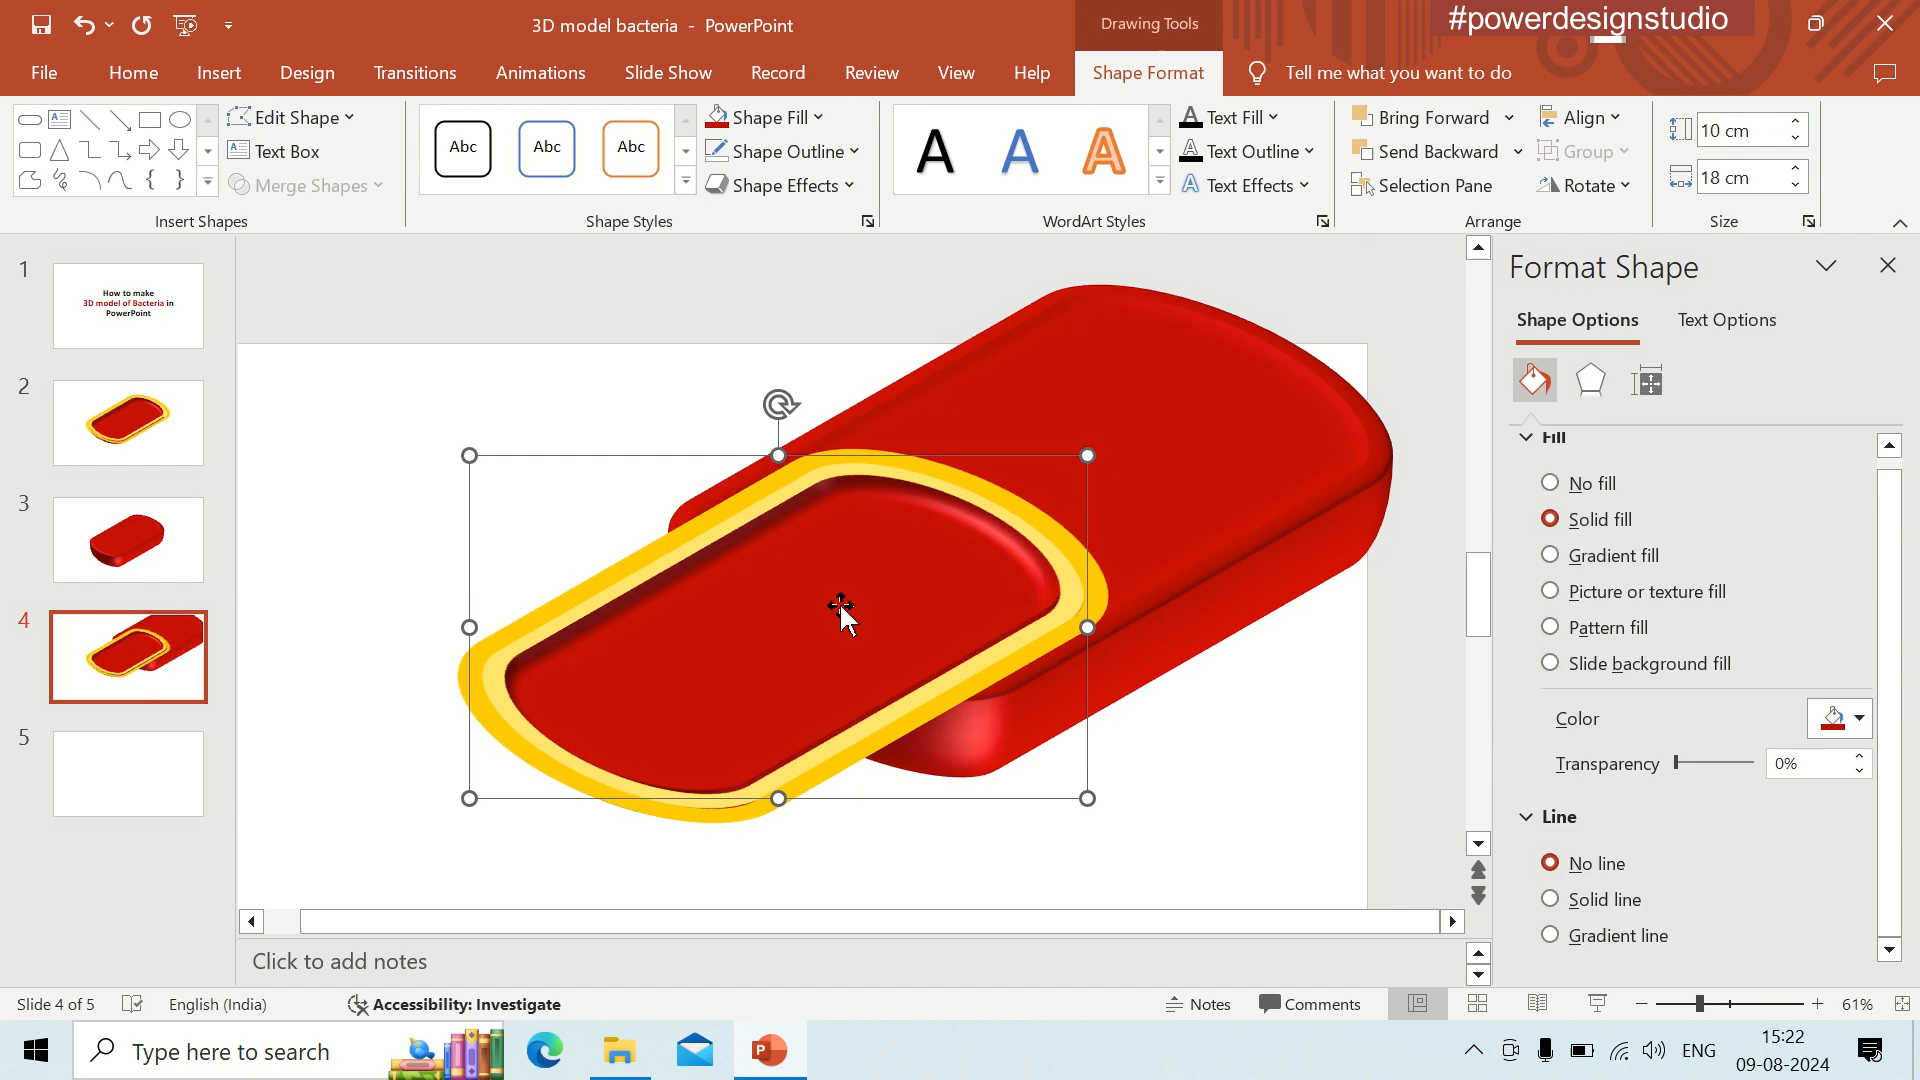 3D model bacteria - PowerPoint
Drawing Tools
#powerdesignstudio
File
Home
Insert
Design
Transitions
Animations
Slide Show
Record
Review
View
Help
Shape Format
Tell me what you want to do
Edit Shape
Text Box
Merge Shapes
Insert Shapes
Abc
Abc
Abc
Shape Fill
Shape Outline
Shape Effects
Shape Styles
A
A
A
Text Fill
Text Outline
Text Effects
WordArt Styles
Bring Forward
Send Backward
Selection Pane
Align
Group
Rotate
Arrange
10 cm
18 cm
Size
1
How to make
3D model of Bacteria in
PowerPoint
2
3
4
5
Format Shape
Shape Options
Text Options
Fill
No fill
Solid fill
Gradient fill
Picture or texture fill
Pattern fill
Slide background fill
Color
Transparency
0%
Line
No line
Solid line
Gradient line
Click to add notes
Slide 4 of 5
English (India)
Accessibility: Investigate
Notes
Comments
61%
Type here to search
ENG
15:22
09-08-2024